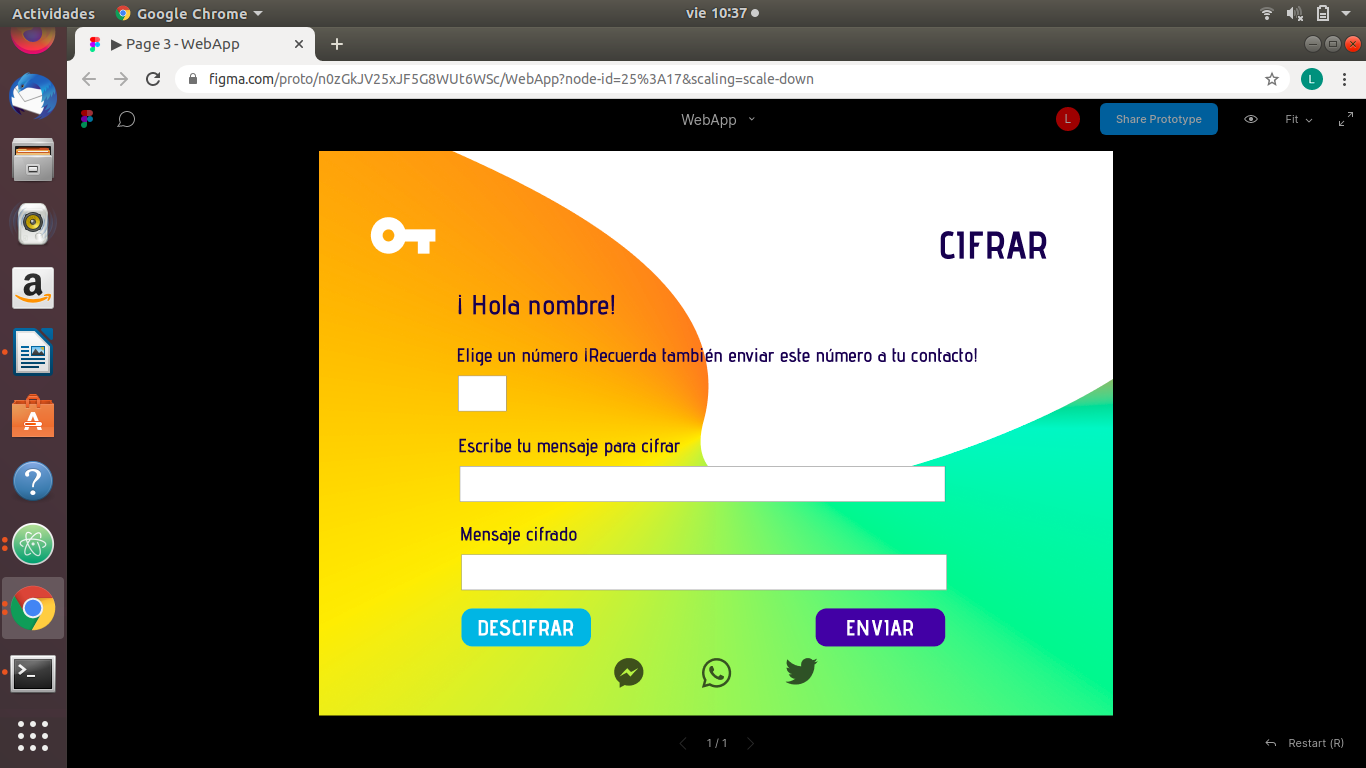 Actividades Google Chrome vie 10:37
▶ Page 3 - WebApp
figma.com/proto/n0zGkJV25xJF5G8WUt6WSc/WebApp?node-id=25%3A17&scaling=scale-down L
WebApp L Share Prototype Fit
CIFRAR
¡ Hola nombre!
Elige un número ¡Recuerda también enviar este número a tu contacto!
Escribe tu mensaje para cifrar
Mensaje cifrado
DESCIFRAR ENVIAR
1 / 1 Restart (R)